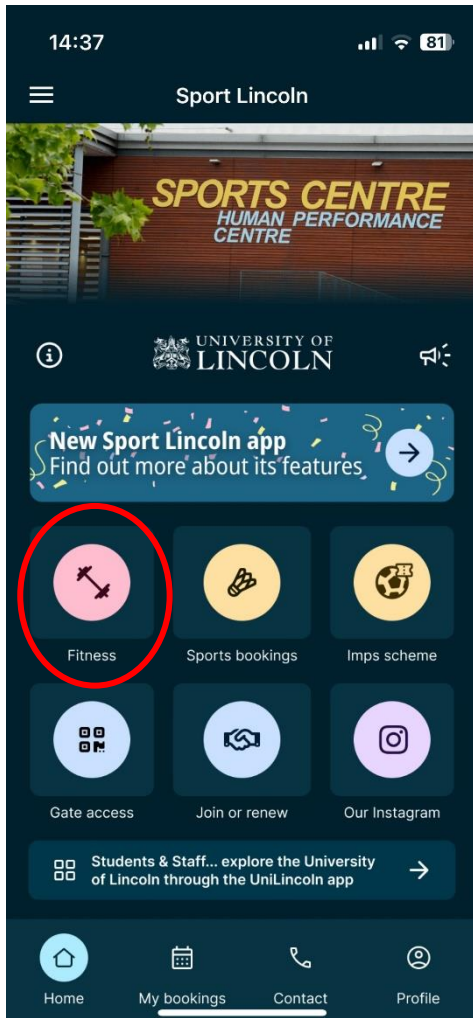 14:37
81
Sport Lincoln
SPORTS CENTRE
HUMAN PERFORMANCE
CENTRE
UNIVERSITY OF
LINCOLN
New Sport Lincoln app
Find out more about its features
Fitness
Sports bookings
Imps scheme
Gate access
Join or renew
Our Instagram
Students & Staff... explore the University
of Lincoln through the UniLincoln app
Home
My bookings
Contact
Profile